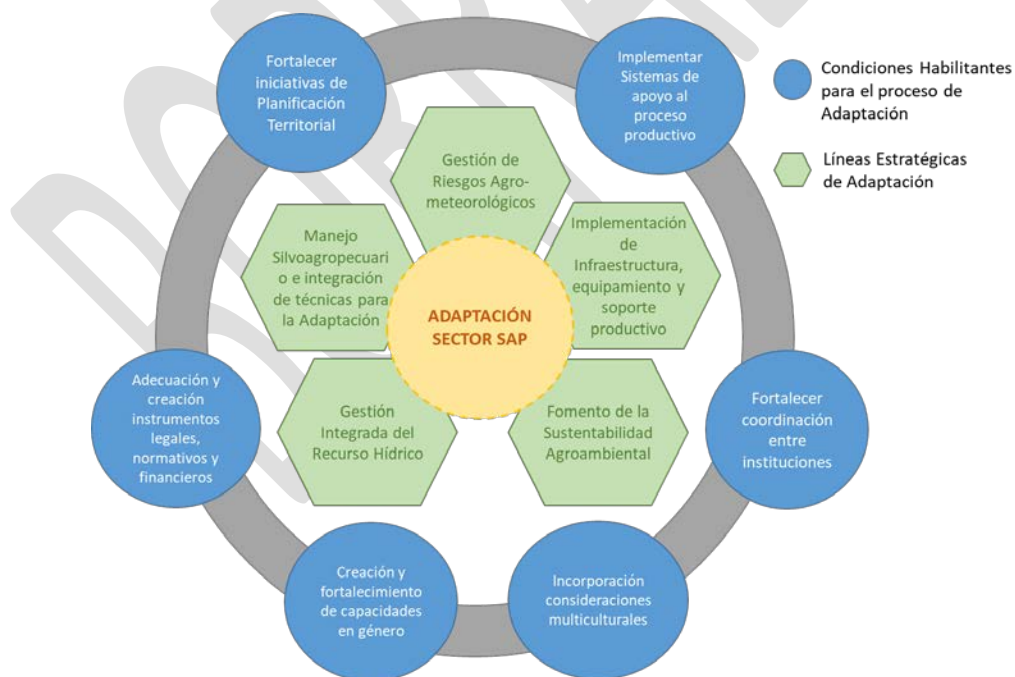 Fortalecer
iniciativas de
Planificación
Territorial
Implementar
Sistemas de
apoyo al
proceso
productivo
Condiciones Habilitantes
para el proceso de
Adaptación
Líneas Estratégicas
de Adaptación
Gestión de
Riesgos Agro-
meteorológicos
Manejo
Silvoagropecuari
o e integración
de técnicas para
la Adaptación
Implementación
de
Infraestructura,
equipamiento y
soporte
productivo
ADAPTACIÓN
SECTOR SAP
Adecuación y
creación
instrumentos
legales,
normativos y
financieros
Gestión
Integrada del
Recurso Hídrico
Fomento de la
Sustentabilidad
Agroambiental
Fortalecer
coordinación
entre
instituciones
Creación y
fortalecimiento
de capacidades
en género
Incorporación
consideraciones
multiculturales